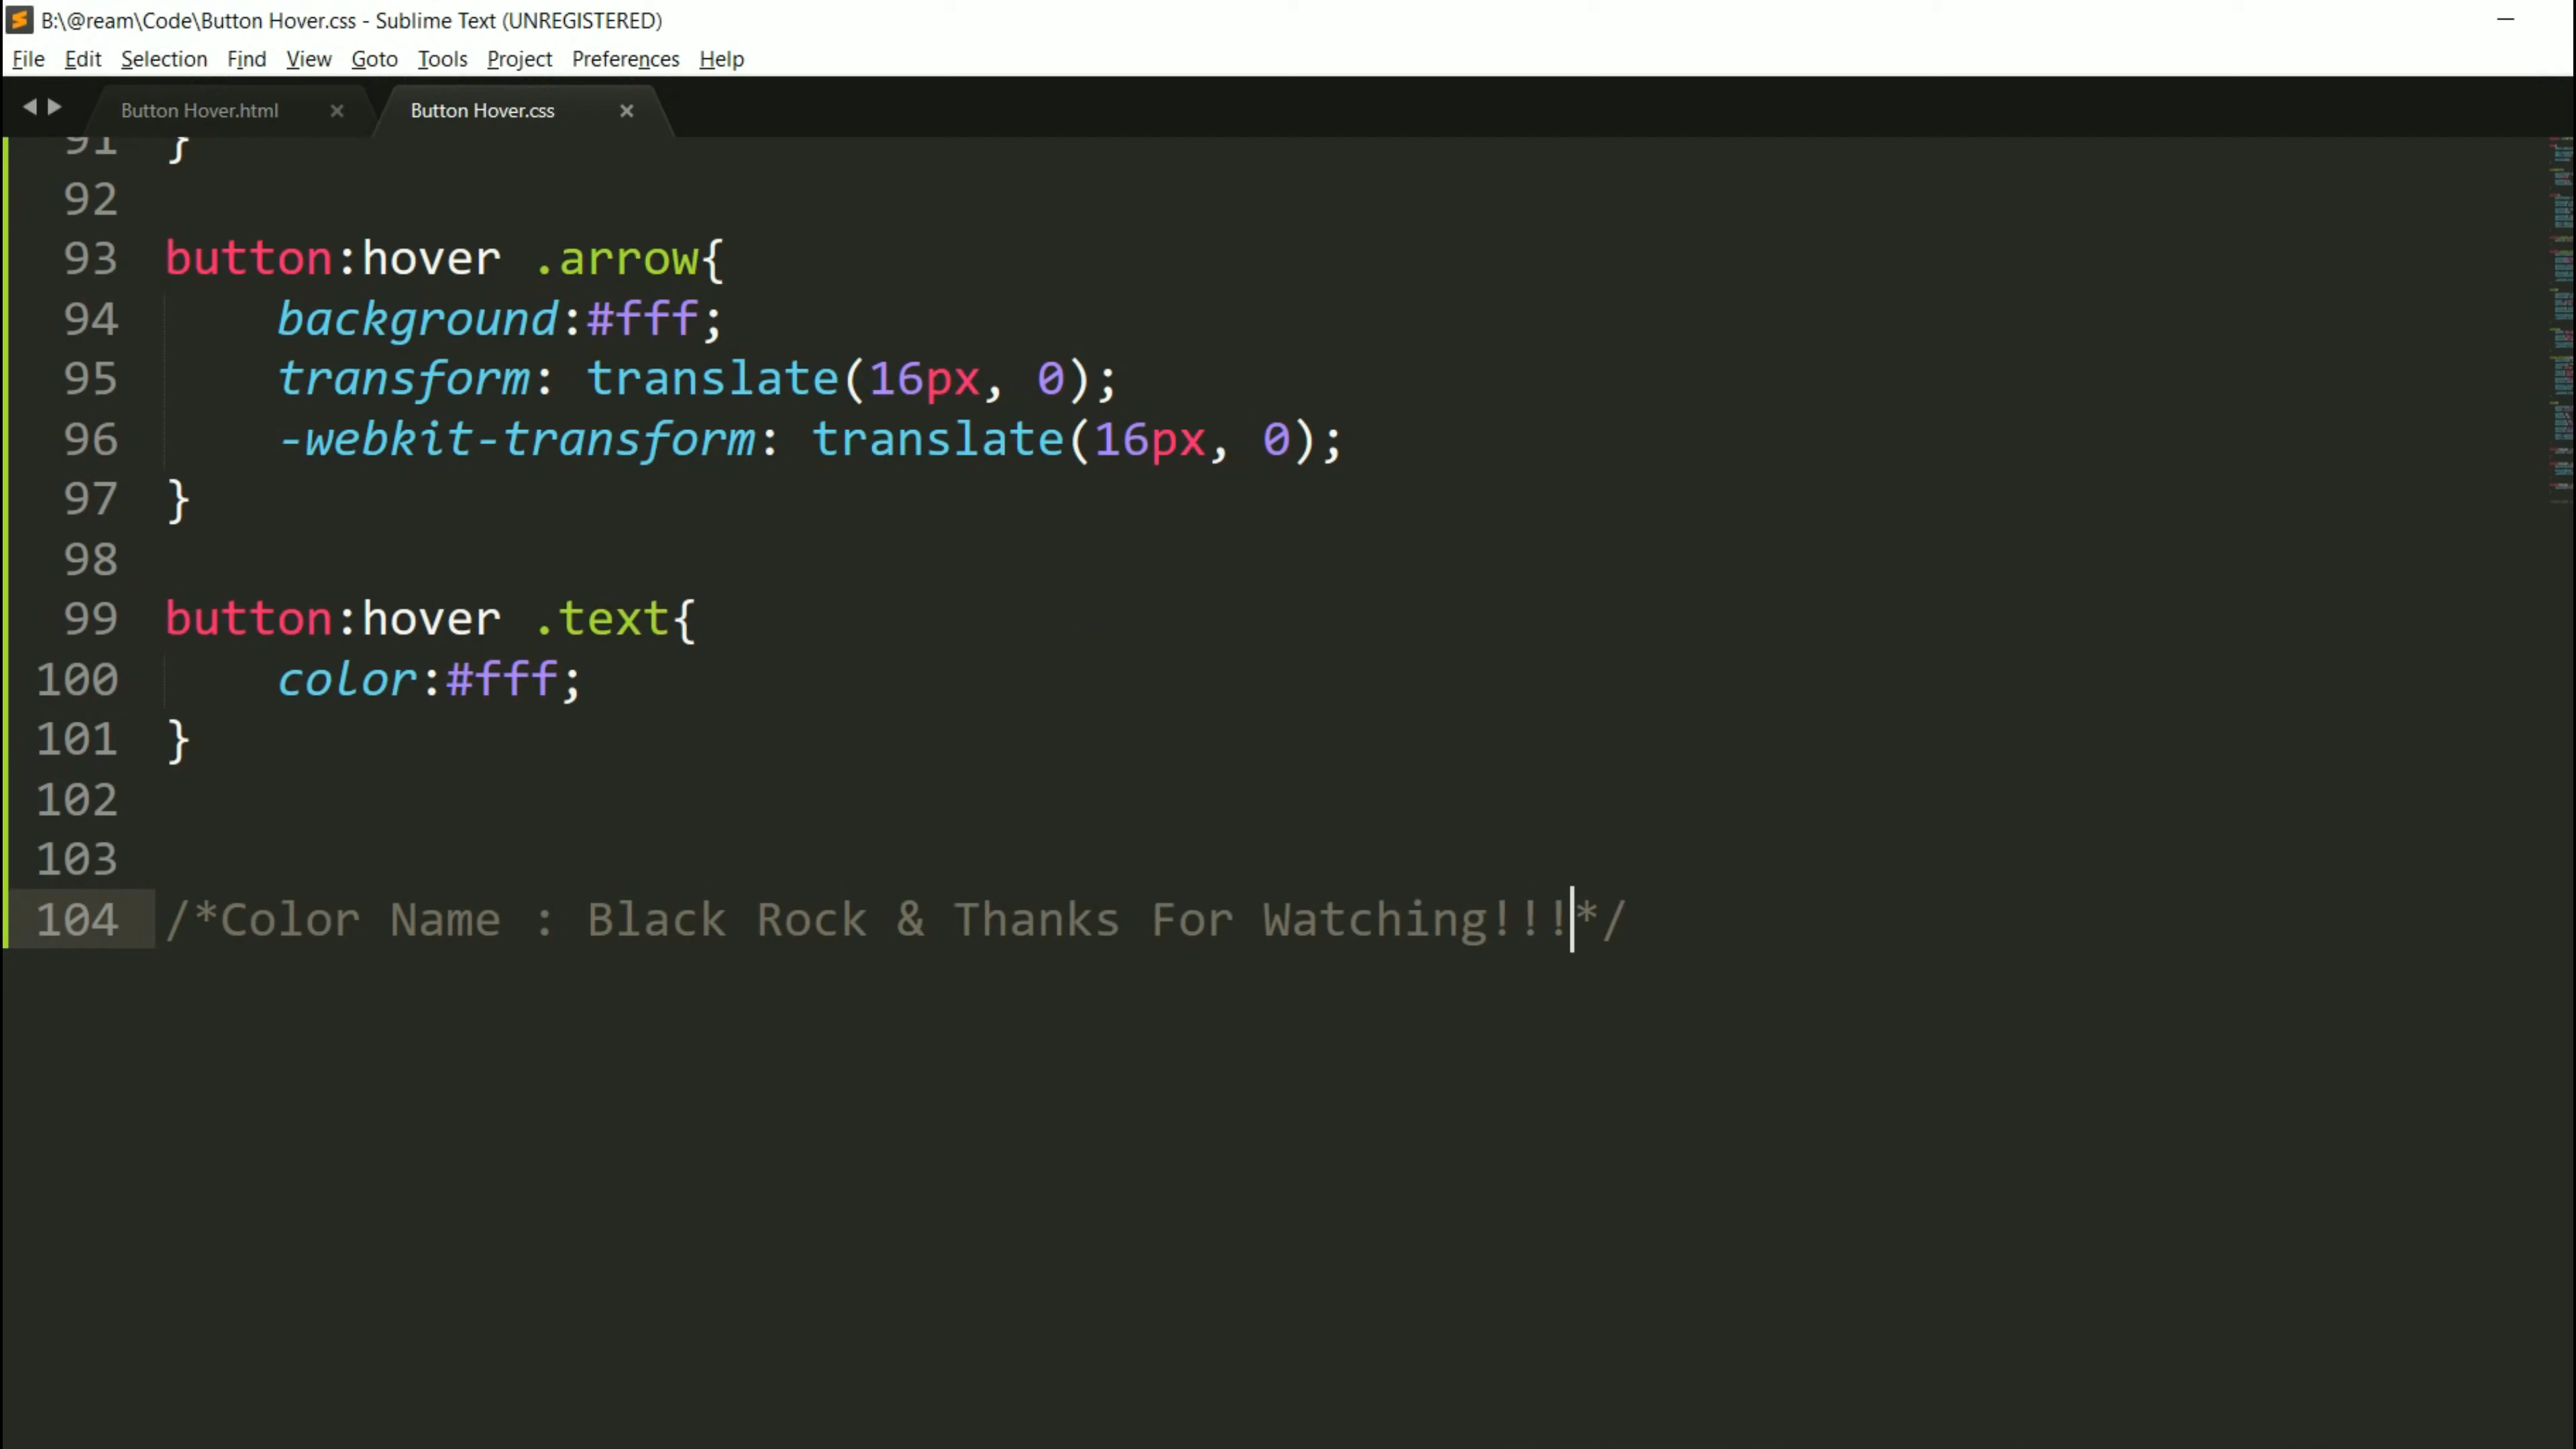 B:\@ream\Code\Button Hover.css - Sublime Text (UNREGISTERED)
File Edit Selection Find View Goto Tools Project Preferences Help
Button Hover.html × Button Hover.css ×
91 }
92
93 button:hover .arrow{
94 background:#fff;
95 transform: translate(16px, 0);
96 -webkit-transform: translate(16px, 0);
97 }
98
99 button:hover .text{
100 color:#fff;
101 }
102
103
104 /*Color Name : Black Rock & Thanks For Watching!!!*/